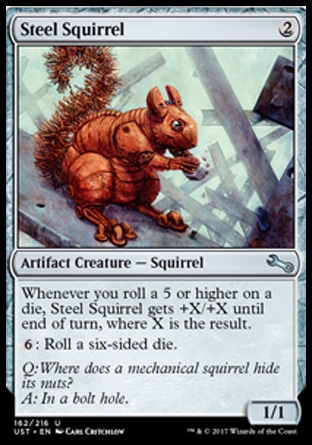 Steel Squirrel 2
Artifact Creature — Squirrel
Whenever you roll a 5 or higher on a
die, Steel Squirrel gets +X/+X until
end of turn, where X is the result.
6 : Roll a six-sided die.
Q:Where does a mechanical squirrel hide
its nuts?
A: In a bolt hole.
1/1
162/216 U
UST • EN CARL CRITCHLOW
™ & © 2017 Wizards of the Coast